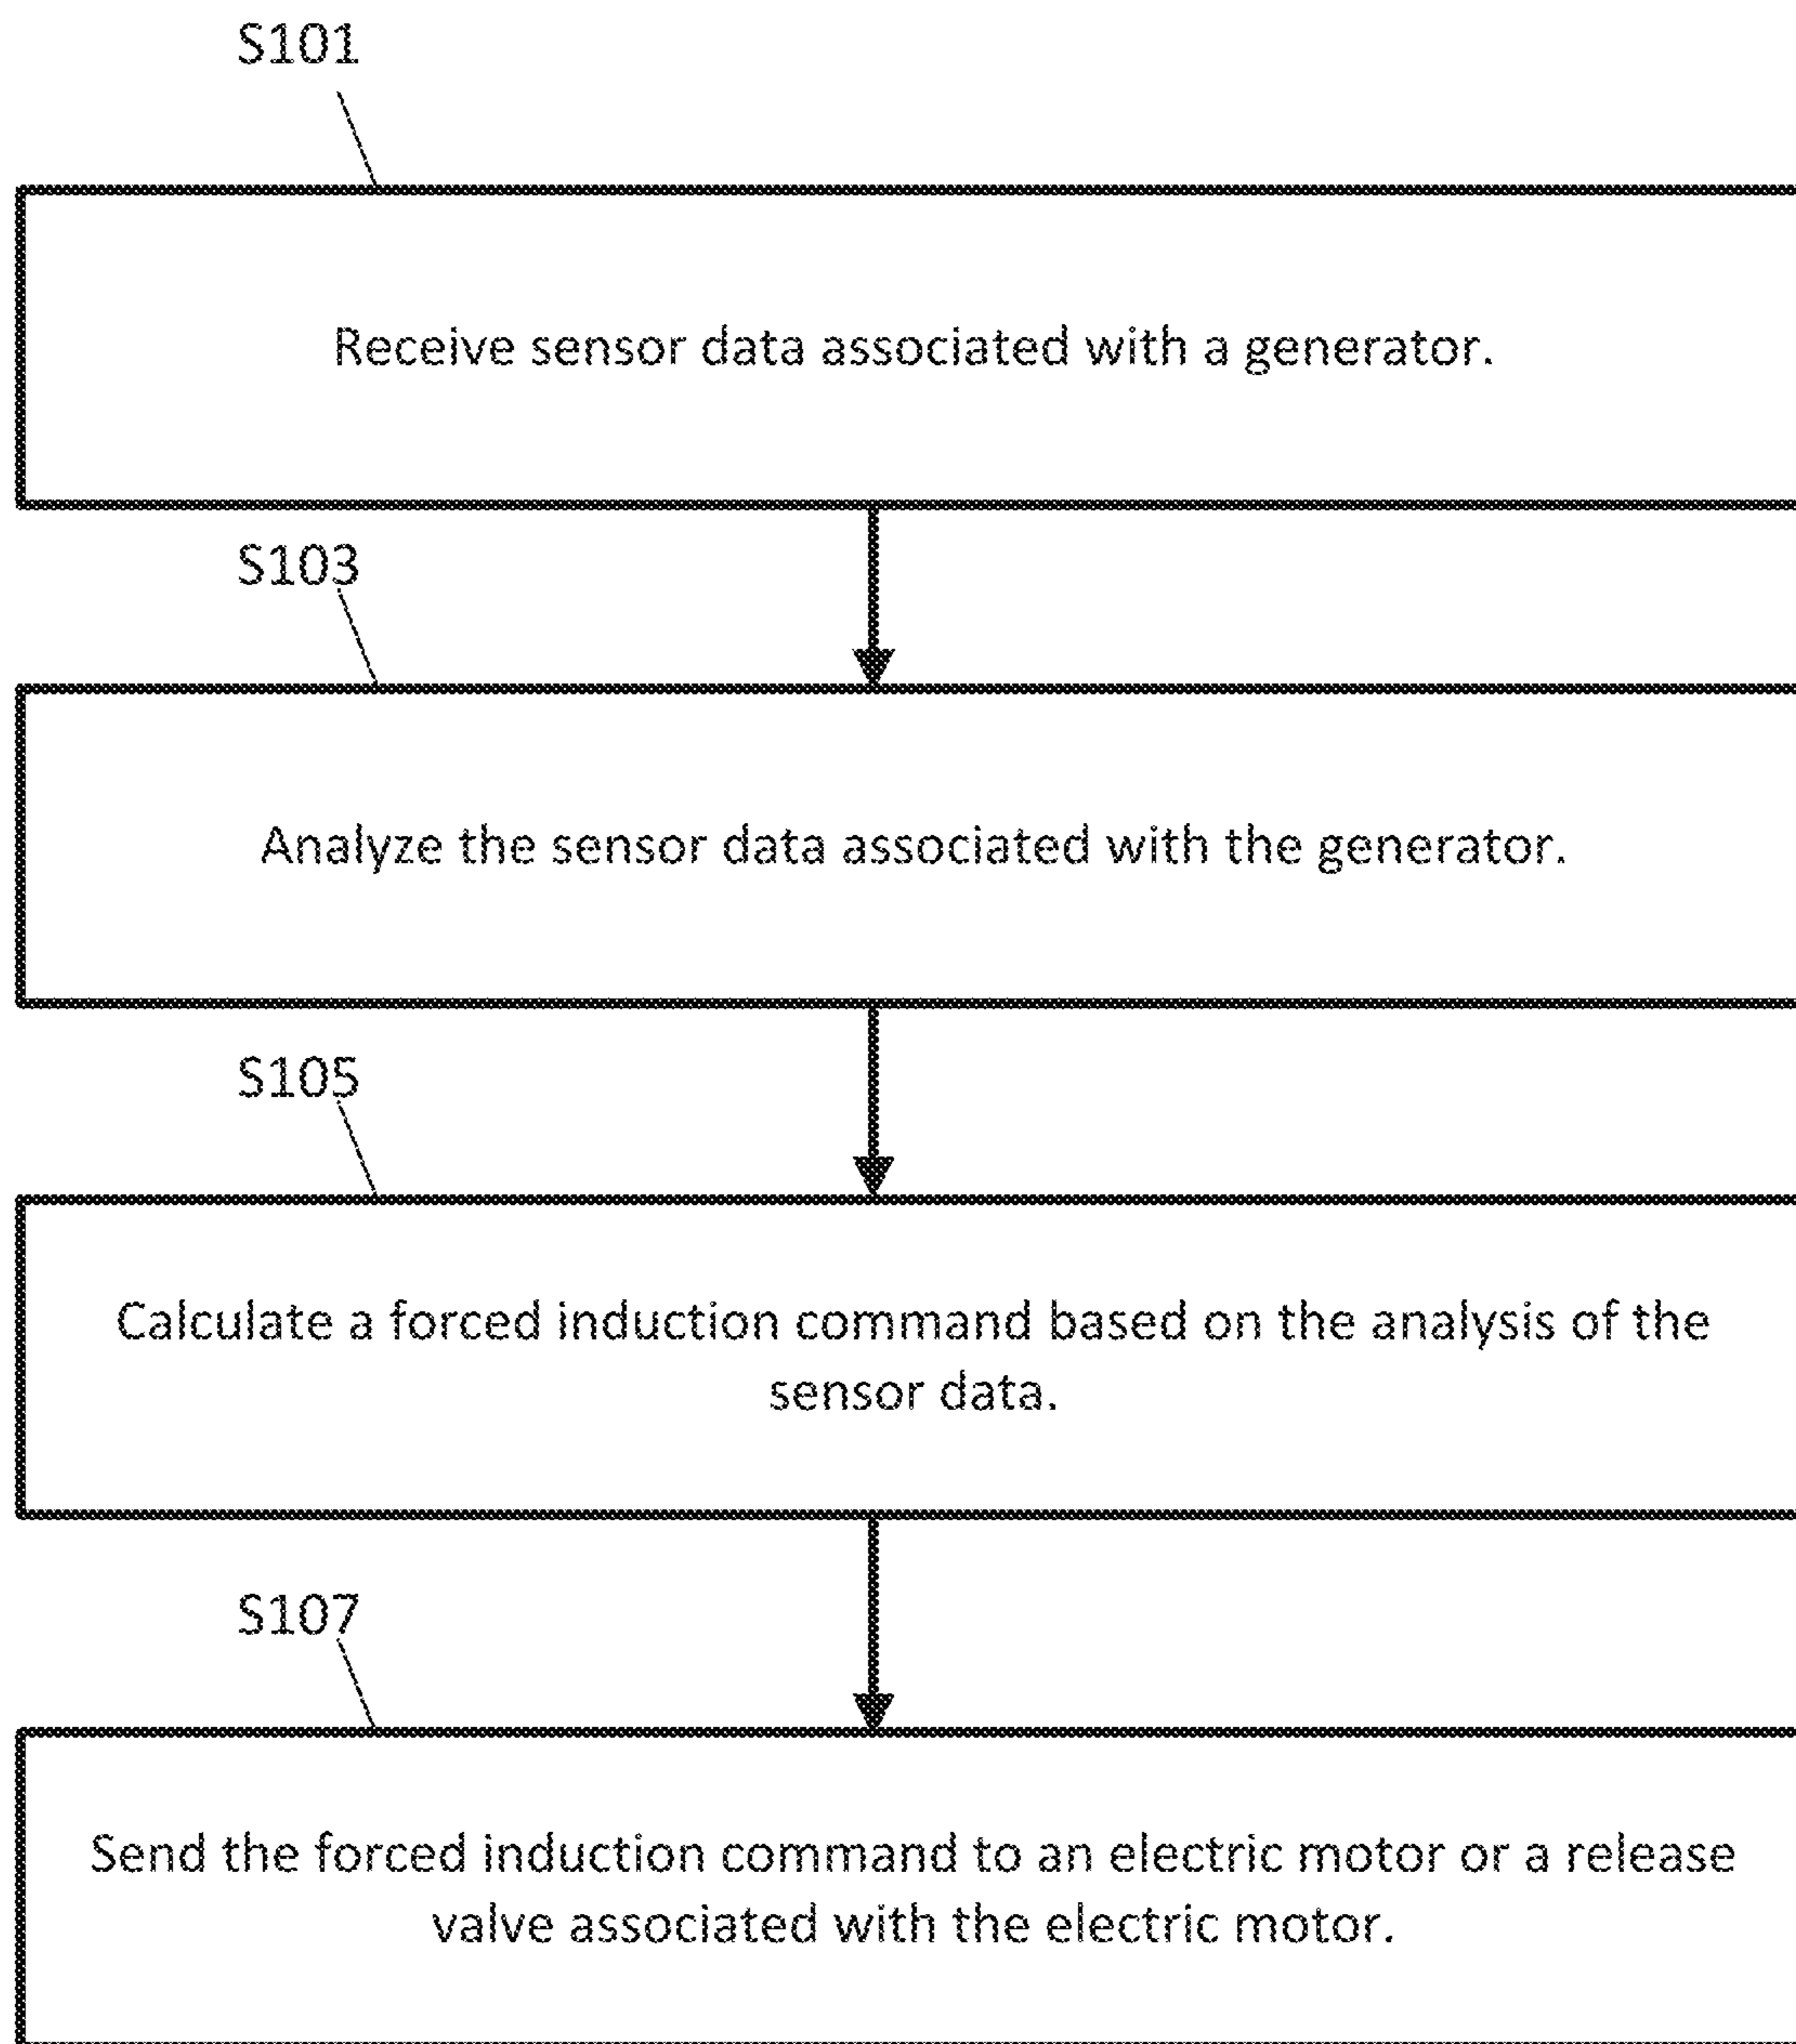 S101
Receive sensor data associated with a generator.
S103
Analyze the sensor data associated with the generator.
S105
Calculate a forced induction command based on the analysis of the
sensor data.
S107
Send the forced induction command to an electric motor or a release
valve associated with the electric motor.